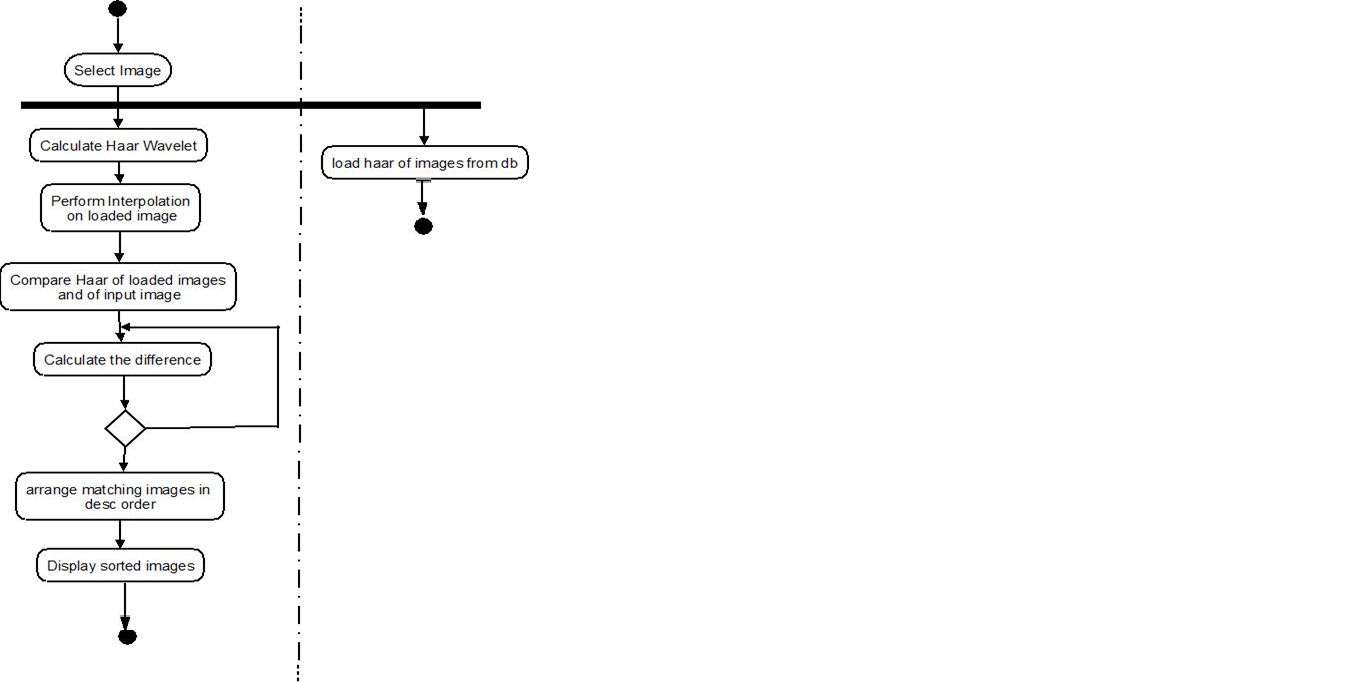 Select Image
Calculate Haar Wavelet
load haar of images from db
Perform Interpolation
on loaded image
Compare Haar of loaded images
and of input image
Calculate the difference
arrange matching images in
desc order
Display sorted images